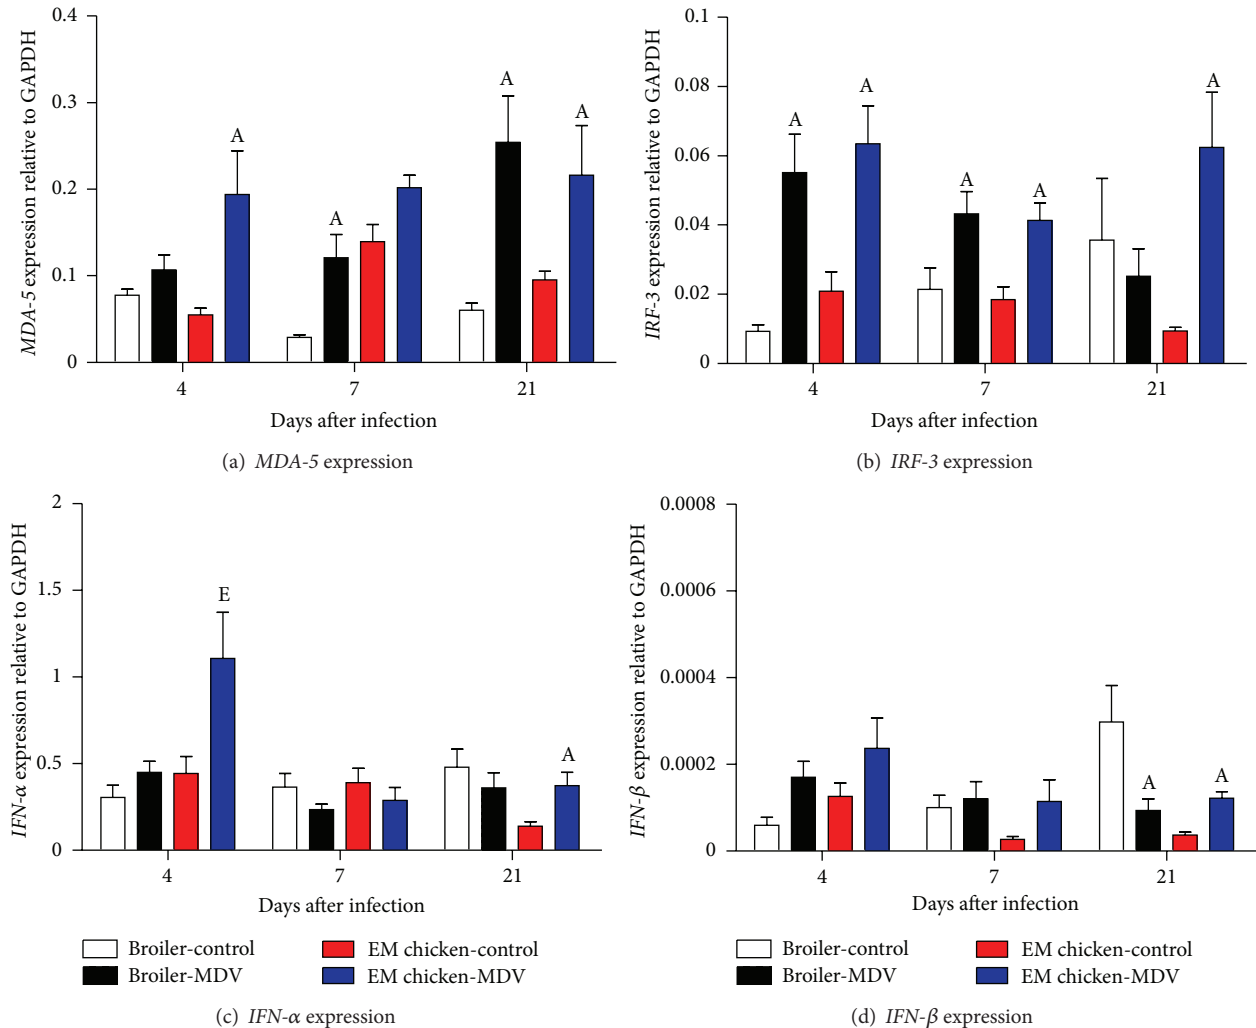 MDA-5 expression relative to GAPDH
0.4
0.3
0.2
0.1
0
A
A
A
A
4
7
21
Days after infection
(a) MDA-5 expression
IRF-3 expression relative to GAPDH
0.1
0.08
0.06
0.04
0.02
0
A
A
A
A
A
4
7
21
Days after infection
(b) IRF-3 expression
IFN-α expression relative to GAPDH
2
1.5
1
0.5
0
E
A
4
7
21
Days after infection
Broiler-control
Broiler-MDV
EM chicken-control
EM chicken-MDV
(c) IFN-α expression
IFN-β expression relative to GAPDH
0.0008
0.0006
0.0004
0.0002
0
A
A
4
7
21
Days after infection
Broiler-control
Broiler-MDV
EM chicken-control
EM chicken-MDV
(d) IFN-β expression